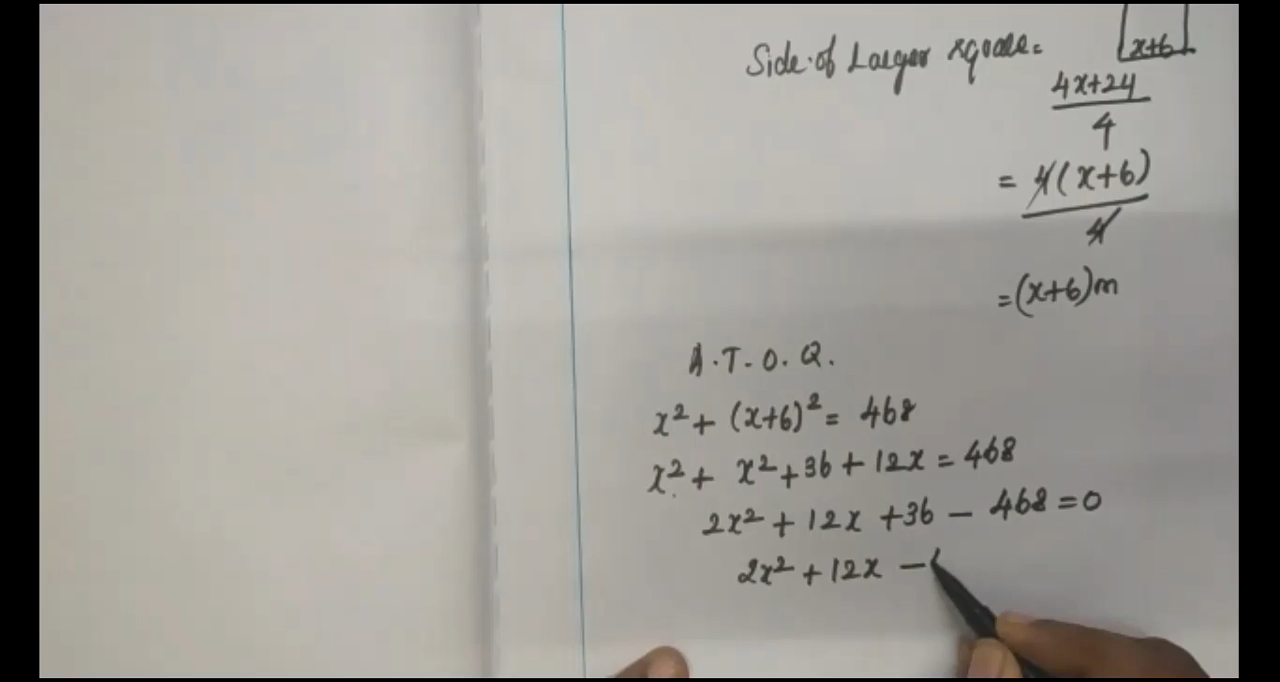 Side of Larger square =
x+6
4x+24
4
= 4(x+6)
4
= (x+6)m
A.T.O.Q.
x² + (x+6)² = 468
x² + x² + 36 + 12x = 468
2x² + 12x + 36 - 468 = 0
2x² + 12x -